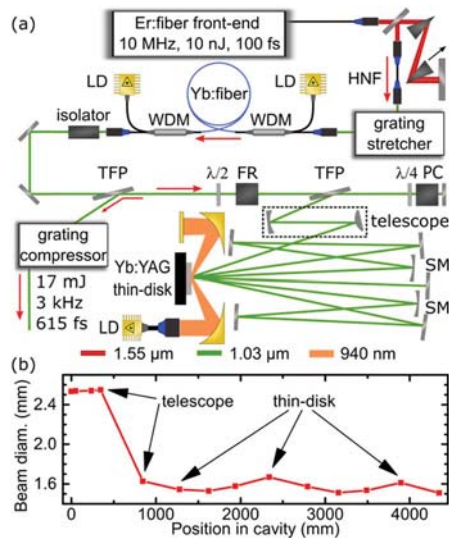 (a)
Er:fiber front-end
10 MHz, 10 nJ, 100 fs
HNF
LD
Yb:fiber
LD
isolator
WDM
WDM
grating
stretcher
TFP
λ/2 FR
TFP
λ/4 PC
telescope
grating
compressor
Yb:YAG
thin-disk
SM
SM
17 mJ
3 kHz
615 fs
LD
1.55 μm
1.03 μm
940 nm
(b)
Beam diam. (mm)
2.4
1.6
telescope
thin-disk
0
1000
2000
3000
4000
Position in cavity (mm)